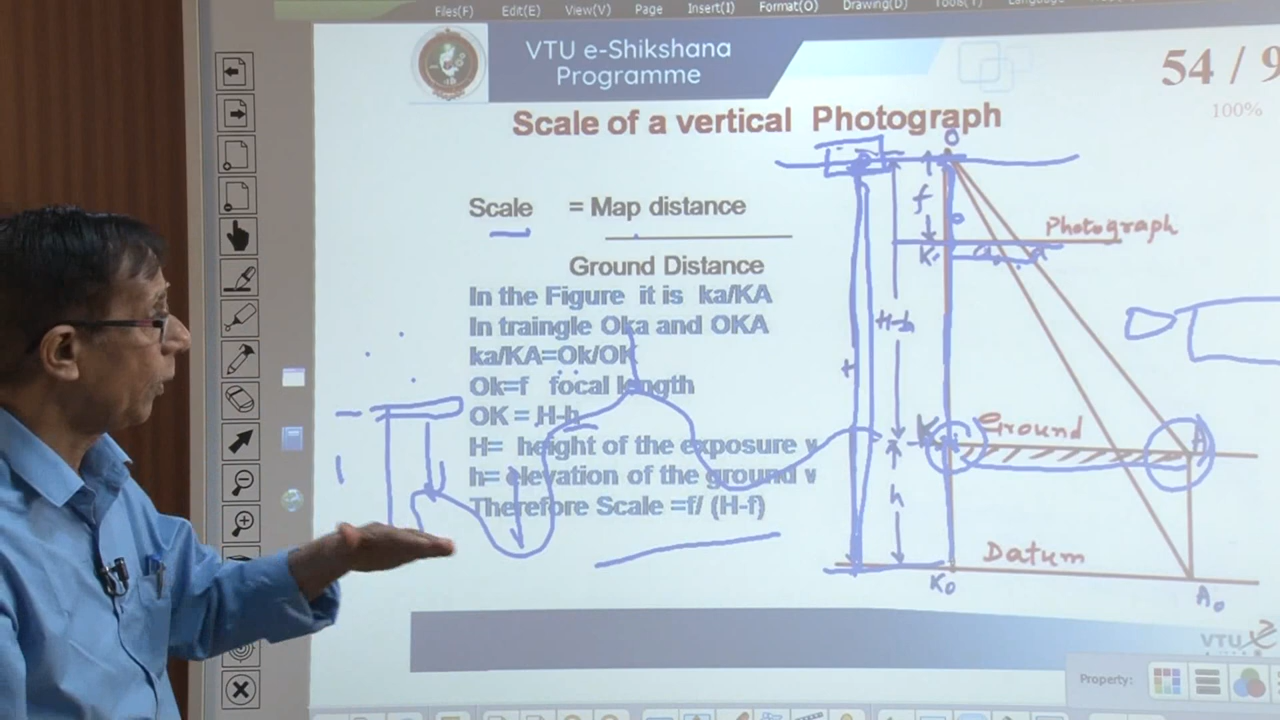 Files(F) Edit(E) View(V) Page Insert(I) Format(O) Drawing(D) Tools(T) Language
VTU e-Shikshana
Programme
54 / 9
100%
Scale of a vertical Photograph
Scale = Map distance
Ground Distance
In the Figure it is ka/KA
In traingle Oka and OKA
ka/KA=Ok/OK
Ok=f focal length
OK = H-h
H= height of the exposure
h= elevation of the ground
Therefore Scale =f/ (H-f)
O
f
Photograph
K
H-h
K
Ground
A
h
Datum
K0
A0
VTU
Property: